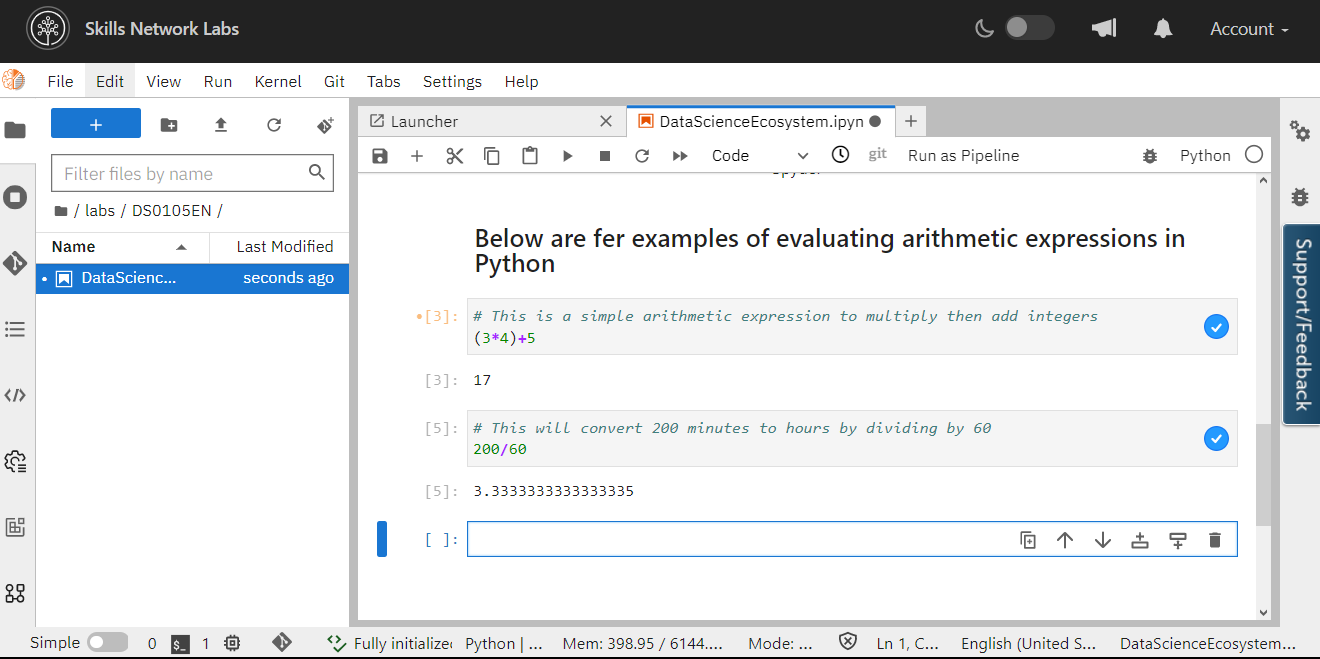 Skills Network Labs
Account
File Edit View Run Kernel Git Tabs Settings Help
+
Launcher
DataScienceEcosystem.ipyn
Filter files by name
Code
git
Run as Pipeline
Python
/ labs / DS0105EN /
Name
Last Modified
DataScienc...
seconds ago
Below are fer examples of evaluating arithmetic expressions in
Python
[3]:
# This is a simple arithmetic expression to multiply then add integers
(3*4)+5
[3]:
17
[5]:
# This will convert 200 minutes to hours by dividing by 60
200/60
[5]:
3.3333333333333335
[ ]:
Support/Feedback
Simple
0
$_
1
Fully initialize
Python | ...
Mem: 398.95 / 6144....
Mode: ...
Ln 1, C...
English (United S...
DataScienceEcosystem....